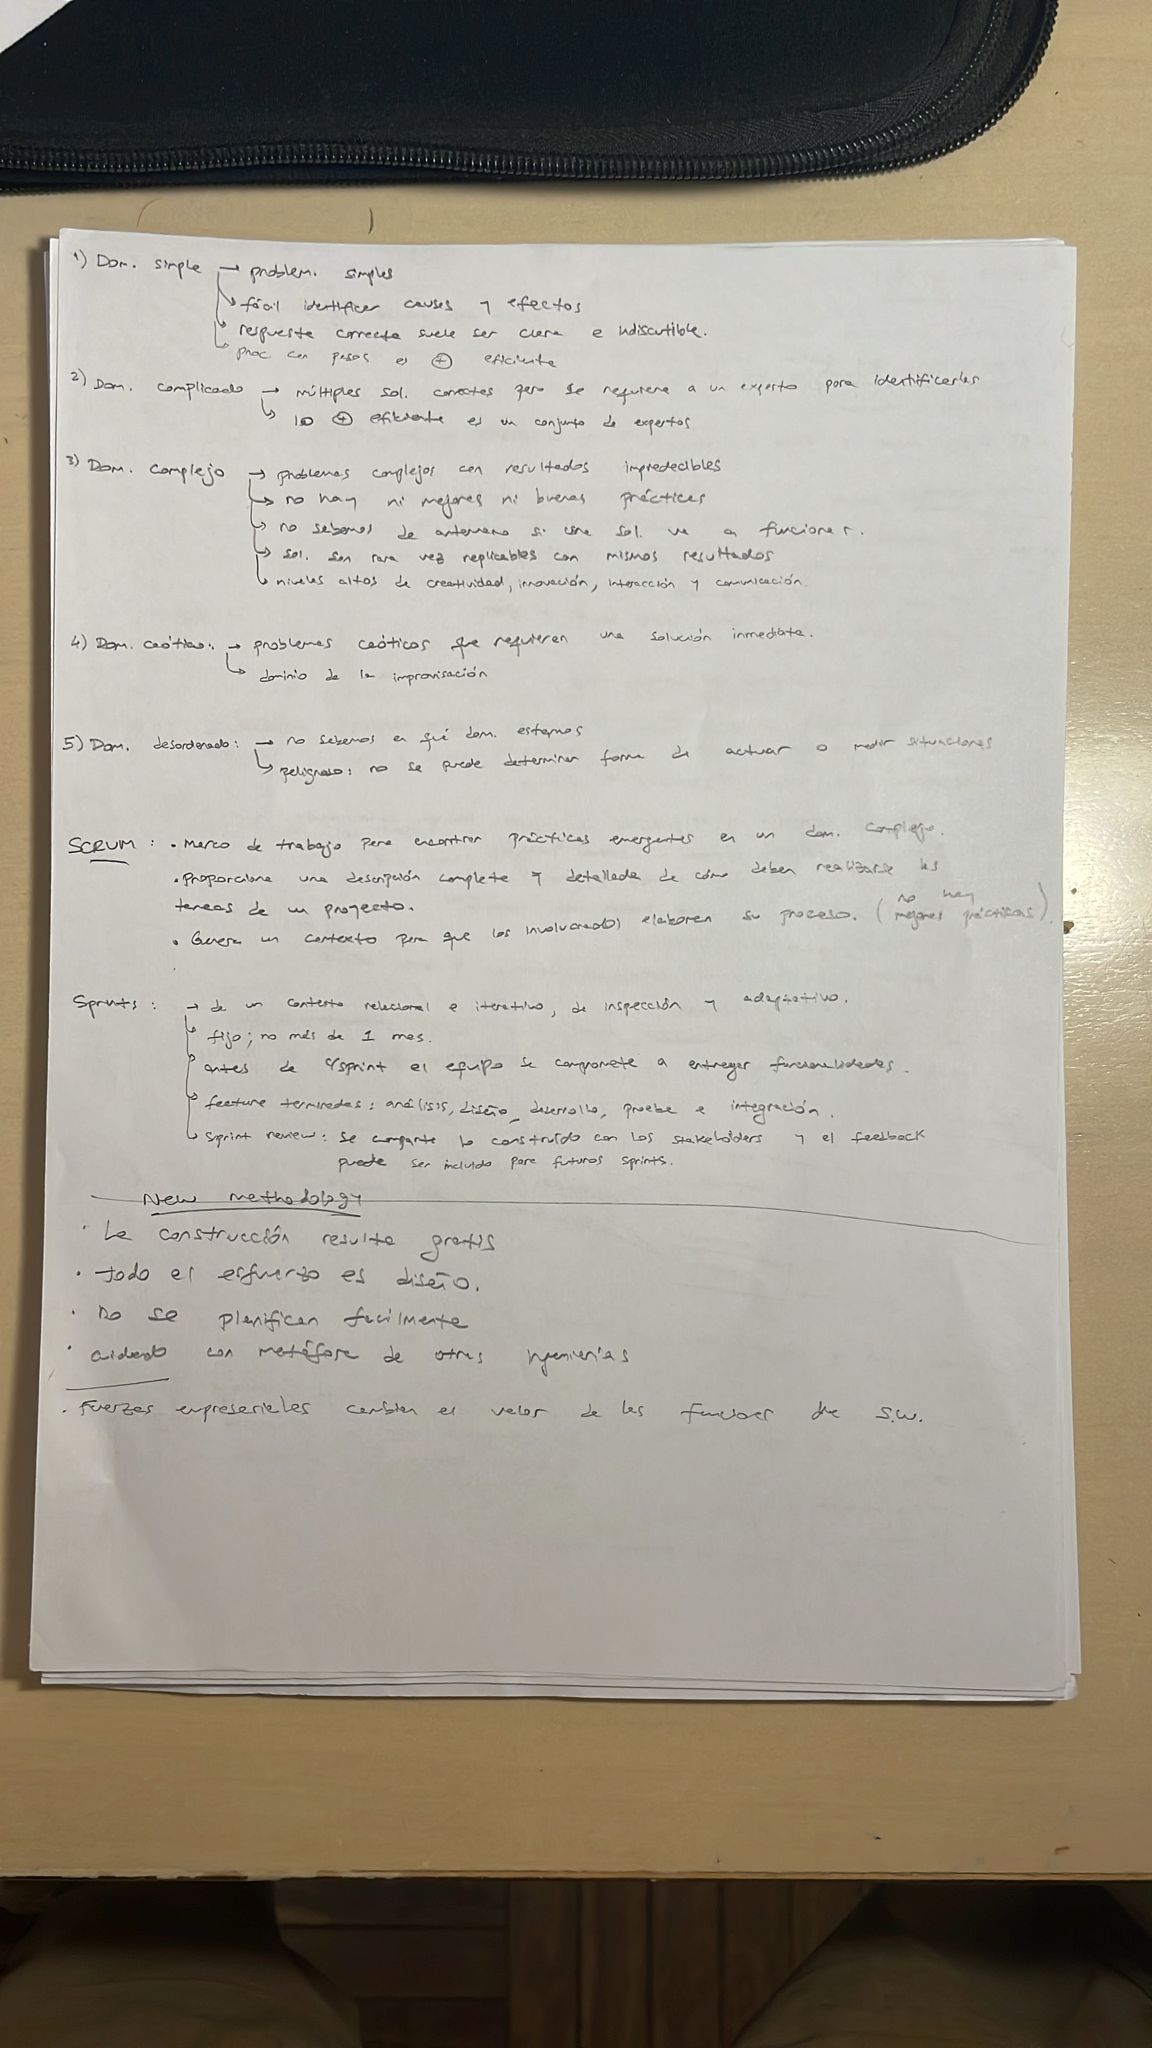 1) Dom. simple → problem. simples
↳ fácil identificar causas y efectos
↳ respuesta correcta suele ser clara e indiscutible.
↳ proc con pasos es ⊕ eficiente
2) Dom. complicado → múltiples sol. correctas pero se requiere a un experto para identificarlas
↳ lo ⊕ eficiente es un conjunto de expertos
3) Dom. complejo → problemas complejos con resultados impredecibles
↳ no hay ni mejores ni buenas prácticas
↳ no sabemos de antemano si una sol. va a funcionar.
↳ sol. son rara vez replicables con mismos resultados
↳ niveles altos de creatividad, innovación, interacción y comunicación.
4) Dom. caótico: → problemas caóticos que requieren una solución inmediata.
↳ dominio de la improvisación
5) Dom. desordenado: → no sabemos en qué dom. estamos
↳ peligroso: no se puede determinar forma de actuar o medir situaciones
SCRUM : • Marco de trabajo para encontrar prácticas emergentes en un dom. complejo.
• Proporciona una descripción completa y detallada de cómo deben realizarse las
tareas de un proyecto. (no hay
• Genera un contexto para que los involucrados elaboren su proceso. mejores prácticas).
Sprints : → de un contexto relacional e iterativo, de inspección y adaptativo.
↳ fijo; no más de 1 mes.
↳ antes de sprint el equipo se compromete a entregar funcionalidades.
↳ feature terminadas: análisis, diseño, desarrollo, prueba e integración.
↳ sprint review: se comparte lo construído con los stakeholders y el feedback
puede ser incluido para futuros sprints.
New methodology
• La construcción resulta gratis
• todo el esfuerzo es diseño.
• No se planifican facilmente
• cuidado con metáfora de otras ingenierías
• Fuerzas empresariales cambian el valor de las funciones de S.W.